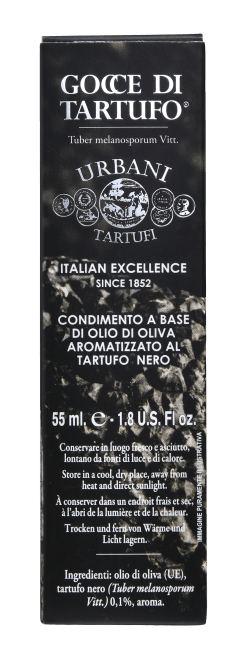 GOCCE DI
TARTUFO®
Tuber melanosporum Vitt.
URBANI
TARTUFI
ITALIAN EXCELLENCE
SINCE 1852
CONDIMENTO A BASE
DI OLIO DI OLIVA
AROMATIZZATO AL
TARTUFO NERO
55 ml. ℮ - 1.8 U.S. Fl oz.
Conservare in luogo fresco e asciutto,
lontano da fonti di luce e di calore.
Store in a cool, dry place, away from
heat and direct sunlight.
À conserver dans un endroit frais et sec,
à l'abri de la lumière et de la chaleur.
Trocken und fern von Wärme und
Licht lagern.
IMMAGINE PURAMENTE ILLUSTRATIVA
Ingredienti: olio di oliva (UE),
tartufo nero (Tuber melanosporum
Vitt.) 0,1%, aroma.